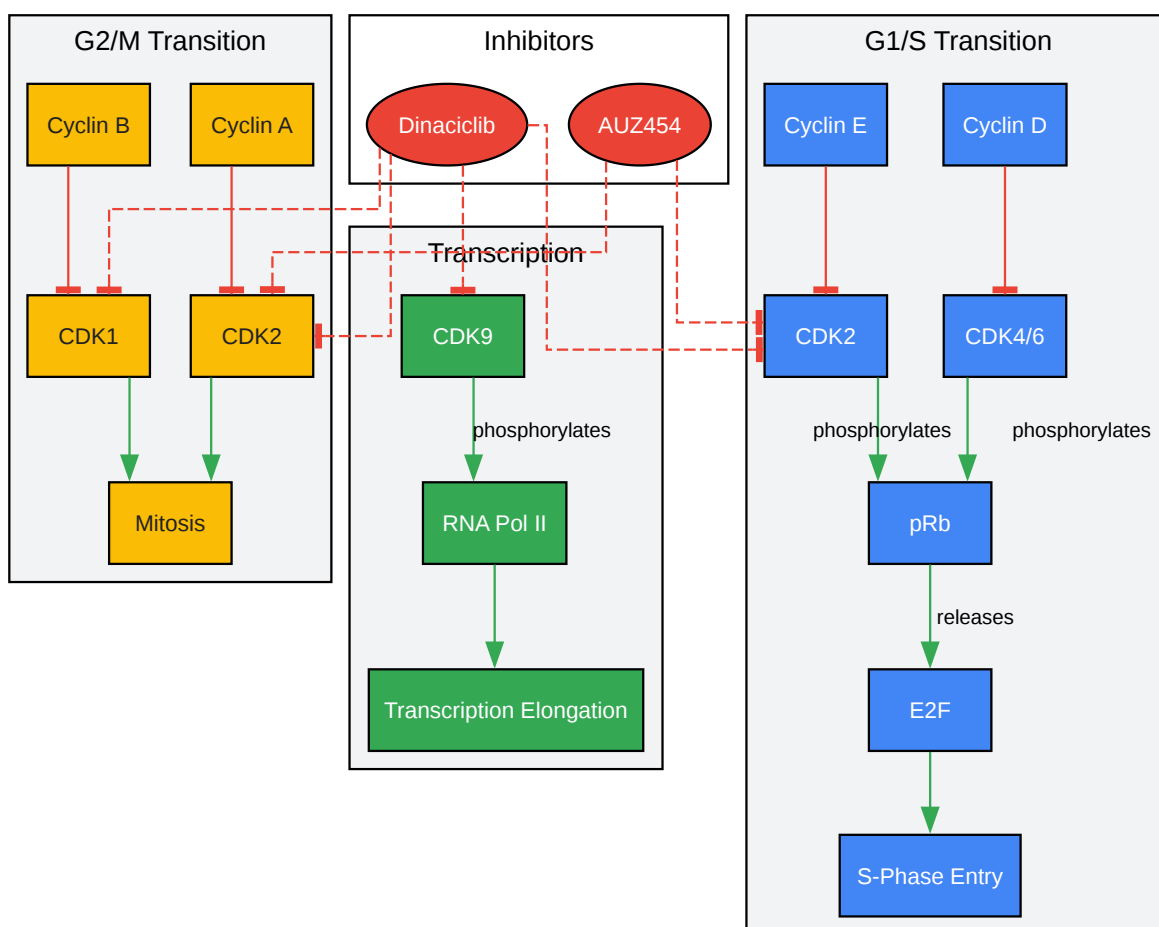 G2/M Transition
Cyclin B
Cyclin A
CDK1
CDK2
Mitosis
Inhibitors
Dinaciclib
AUZ454
Transcription
CDK9
phosphorylates
RNA Pol II
Transcription Elongation
G1/S Transition
Cyclin E
Cyclin D
CDK2
CDK4/6
phosphorylates
phosphorylates
pRb
releases
E2F
S-Phase Entry